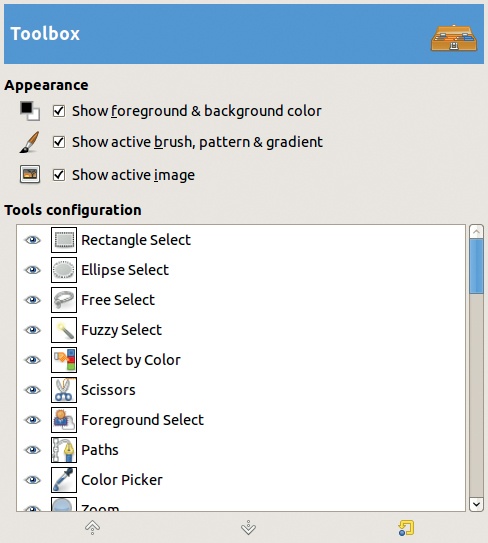 Toolbox
Appearance
Show foreground & background color
Show active brush, pattern & gradient
Show active image
Tools configuration
Rectangle Select
Ellipse Select
Free Select
Fuzzy Select
Select by Color
Scissors
Foreground Select
Paths
Color Picker
Zoom